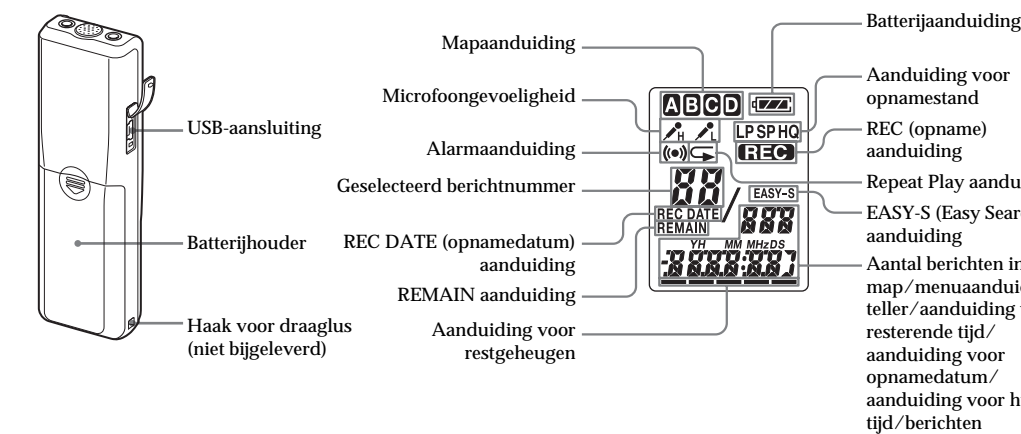 USB-aansluiting
Batterijhouder
Haak voor draaglus
(niet bijgeleverd)
Mapaanduiding
Microfoongevoeligheid
Alarmaanduiding
Geselecteerd berichtnummer
REC DATE (opnamedatum)
aanduiding
REMAIN aanduiding
Aanduiding voor
restgeheugen
A B C D
H L LP SP HQ
REC
EASY-S
REC DATE
REMAIN
YH MM MHz DS
Batterijaanduiding
Aanduiding voor
opnamestand
REC (opname)
aanduiding
Repeat Play aandu
EASY-S (Easy Sear
aanduiding
Aantal berichten in
map/menuaandui
teller/aanduiding
resterende tijd/
aanduiding voor
opnamedatum/
aanduiding voor h
tijd/berichten